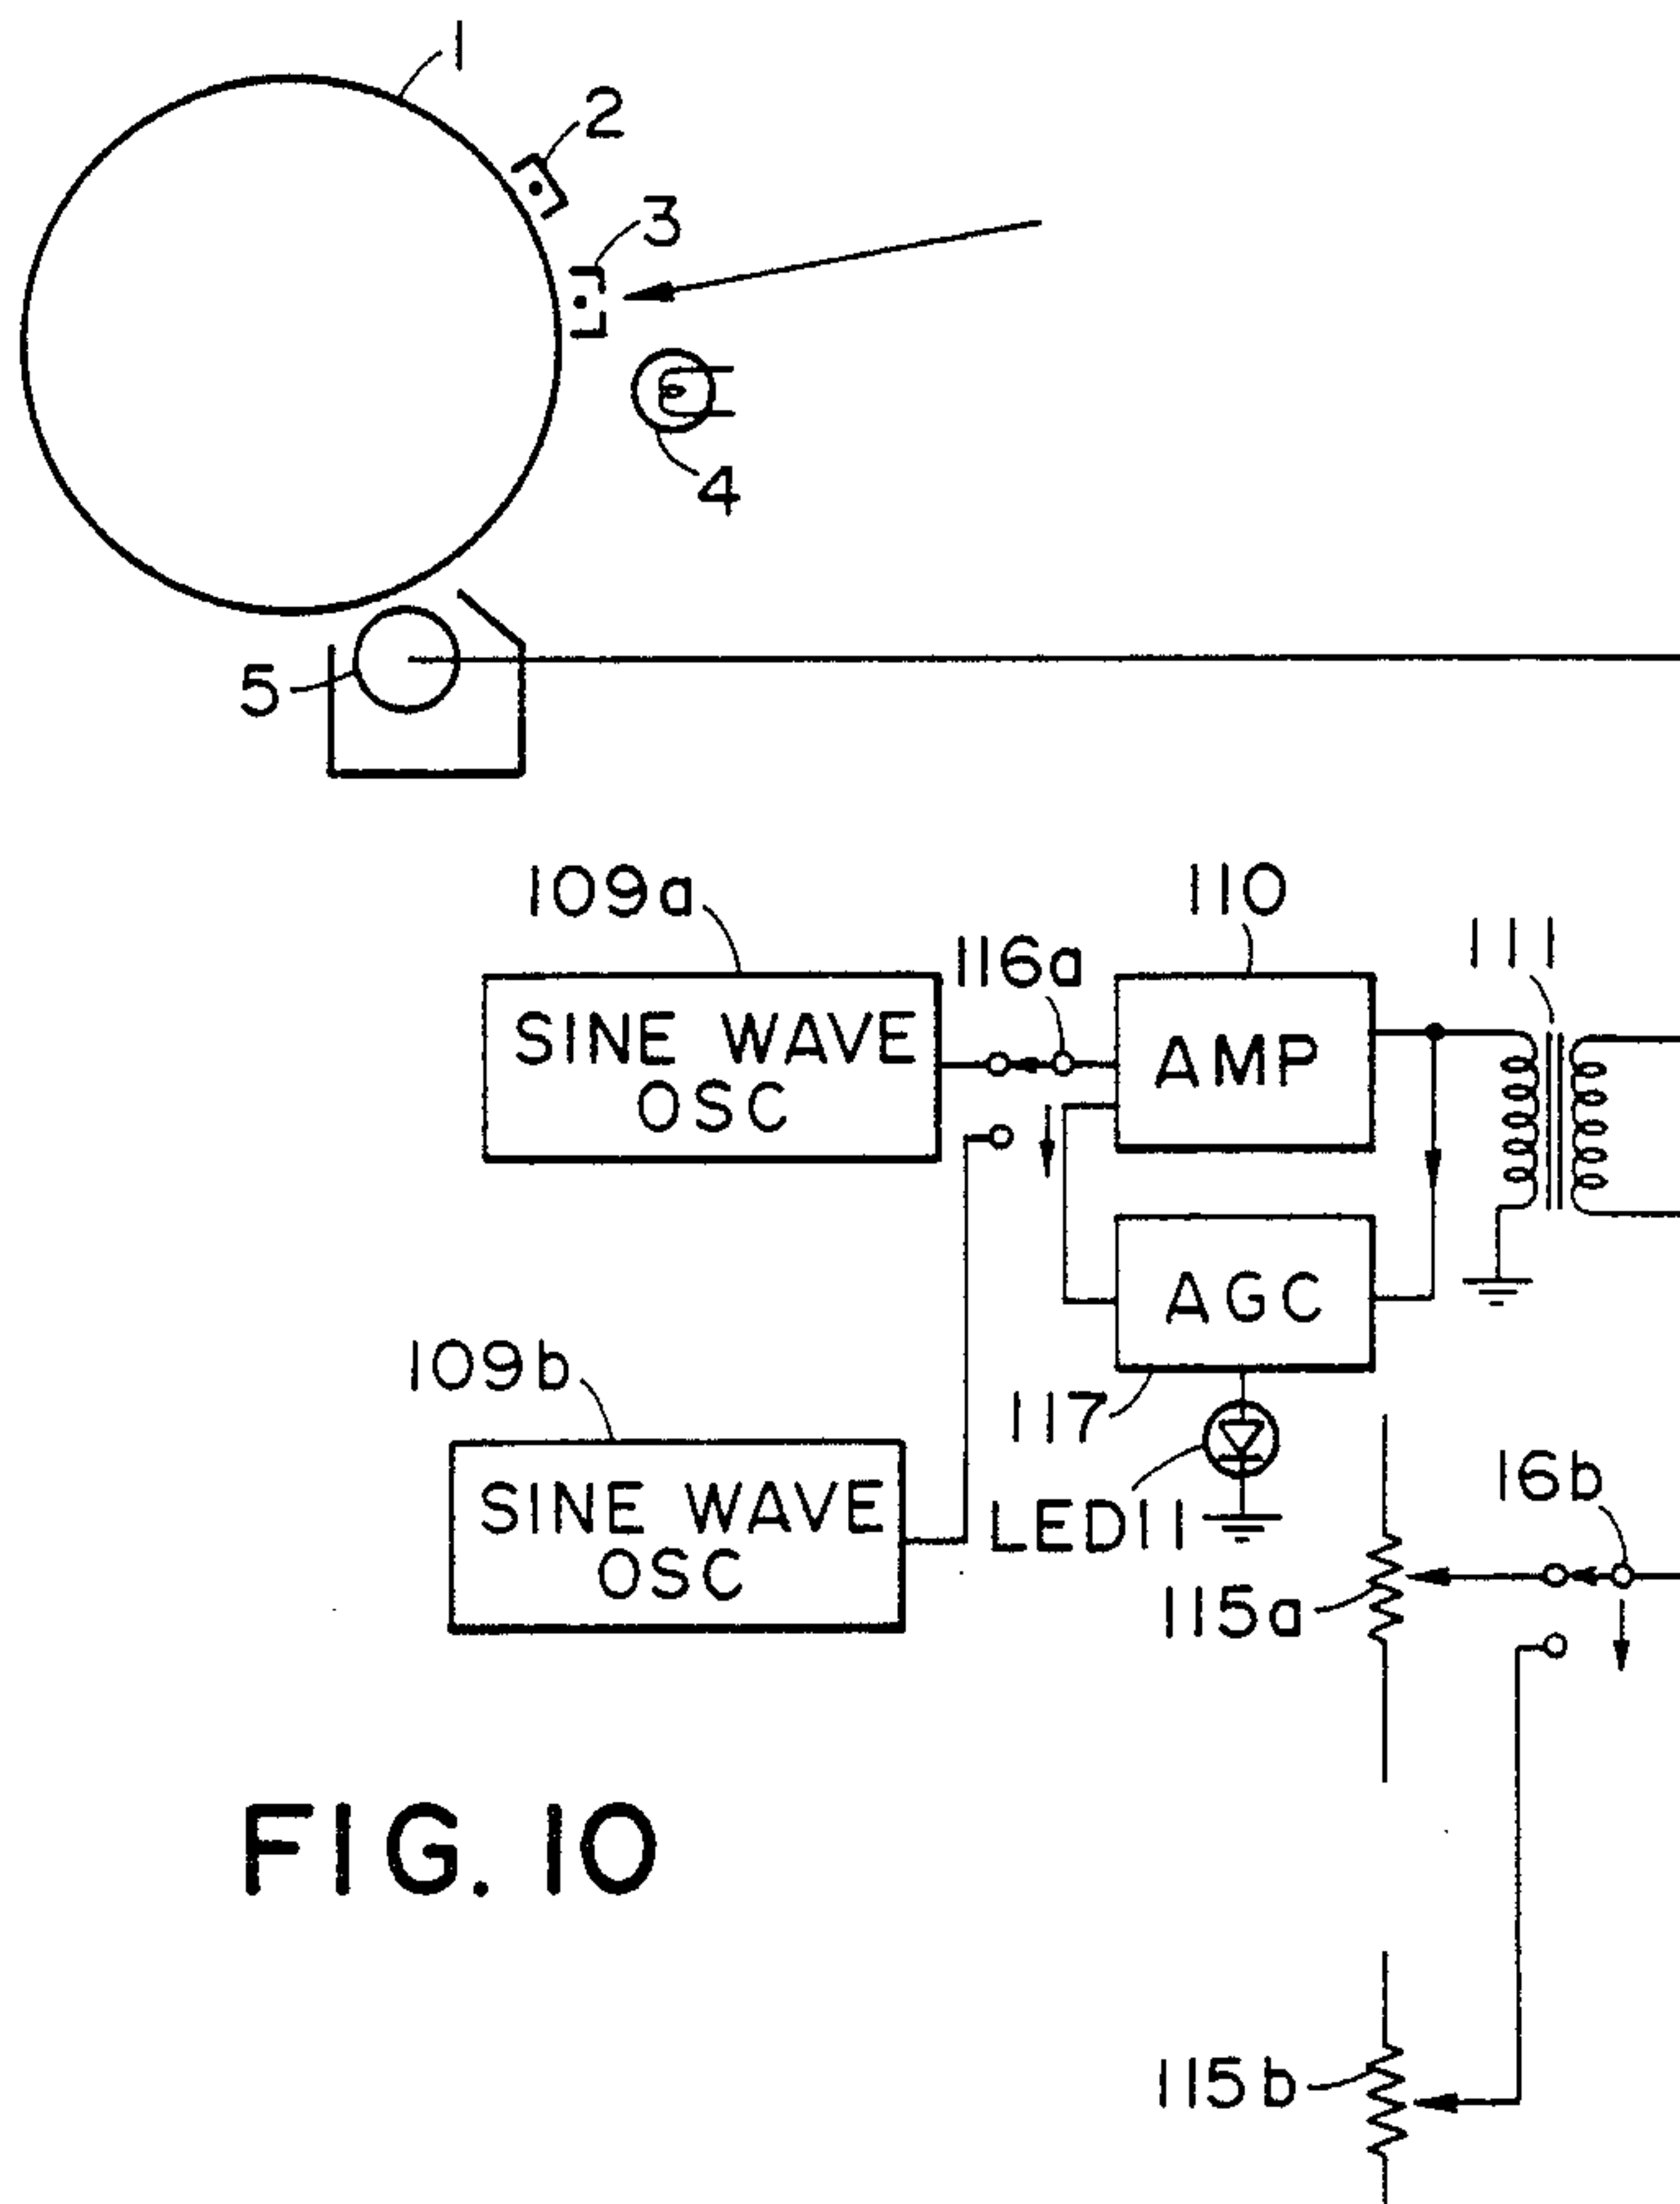 1
2
3
4
5
109a
110
111
116a
SINE WAVE
OSC
AMP
AGC
109b
117
SINE WAVE
OSC
LED11
16b
115a
FIG. 10
115b